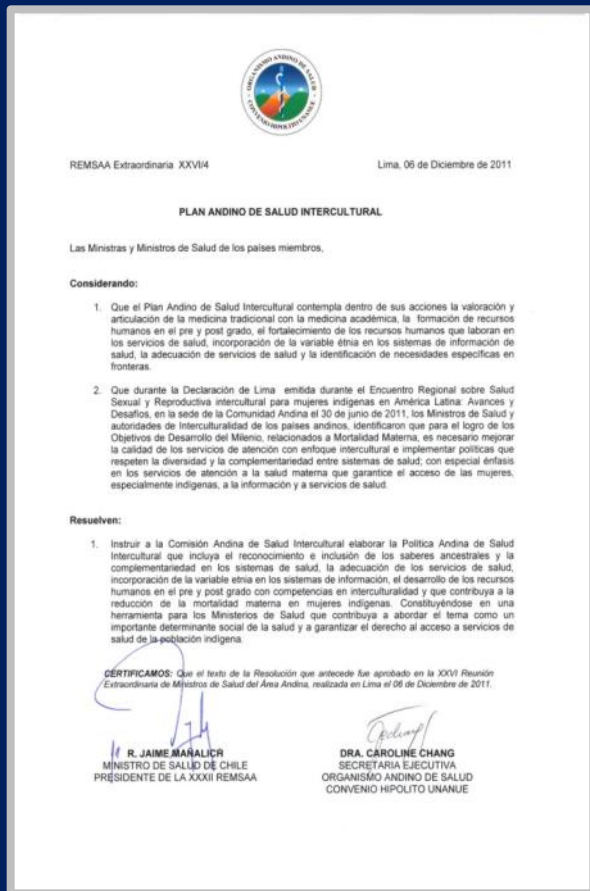 ORGANISMO ANDINO DE SALUD
CONVENIO HIPOLITO UNANUE
REMSAA Extraordinaria XXVI/4 Lima, 06 de Diciembre de 2011
PLAN ANDINO DE SALUD INTERCULTURAL
Las Ministras y Ministros de Salud de los países miembros,
Considerando:
1. Que el Plan Andino de Salud Intercultural contempla dentro de sus acciones la valoración y
articulación de la medicina tradicional con la medicina académica, la formación de recursos
humanos en el pre y post grado, el fortalecimiento de los recursos humanos que laboran en
los servicios de salud, incorporación de la variable étnia en los sistemas de información de
salud, la adecuación de servicios de salud y la identificación de necesidades específicas en
fronteras.
2. Que durante la Declaración de Lima emitida durante el Encuentro Regional sobre Salud
Sexual y Reproductiva intercultural para mujeres indígenas en América Latina: Avances y
Desafíos, en la sede de la Comunidad Andina el 30 de junio de 2011, los Ministros de Salud y
autoridades de Interculturalidad de los países andinos, identificaron que para el logro de los
Objetivos de Desarrollo del Milenio, relacionados a Mortalidad Materna, es necesario mejorar
la calidad de los servicios de atención con enfoque intercultural e implementar políticas que
respeten la diversidad y la complementariedad entre sistemas de salud; con especial énfasis
en los servicios de atención a la salud materna que garantice el acceso de las mujeres,
especialmente indígenas, a la información y a servicios de salud.
Resuelven:
1. Instruir a la Comisión Andina de Salud Intercultural elaborar la Política Andina de Salud
Intercultural que incluya el reconocimiento e inclusión de los saberes ancestrales y la
complementariedad en los sistemas de salud, la adecuación de los servicios de salud,
incorporación de la variable etnia en los sistemas de información, el desarrollo de los recursos
humanos en el pre y post grado con competencias en interculturalidad y que contribuya a la
reducción de la mortalidad materna en mujeres indígenas. Constituyéndose en una
herramienta para los Ministerios de Salud que contribuya a abordar el tema como un
importante determinante social de la salud y a garantizar el derecho al acceso a servicios de
salud de la población indígena.
CERTIFICAMOS: Que el texto de la Resolución que antecede fue aprobado en la XXVI Reunión
Extraordinaria de Ministros de Salud del Área Andina, realizada en Lima el 06 de Diciembre de 2011.
R. JAIME MAÑALICH
MINISTRO DE SALUD DE CHILE
PRESIDENTE DE LA XXXII REMSAA
DRA. CAROLINE CHANG
SECRETARIA EJECUTIVA
ORGANISMO ANDINO DE SALUD
CONVENIO HIPOLITO UNANUE